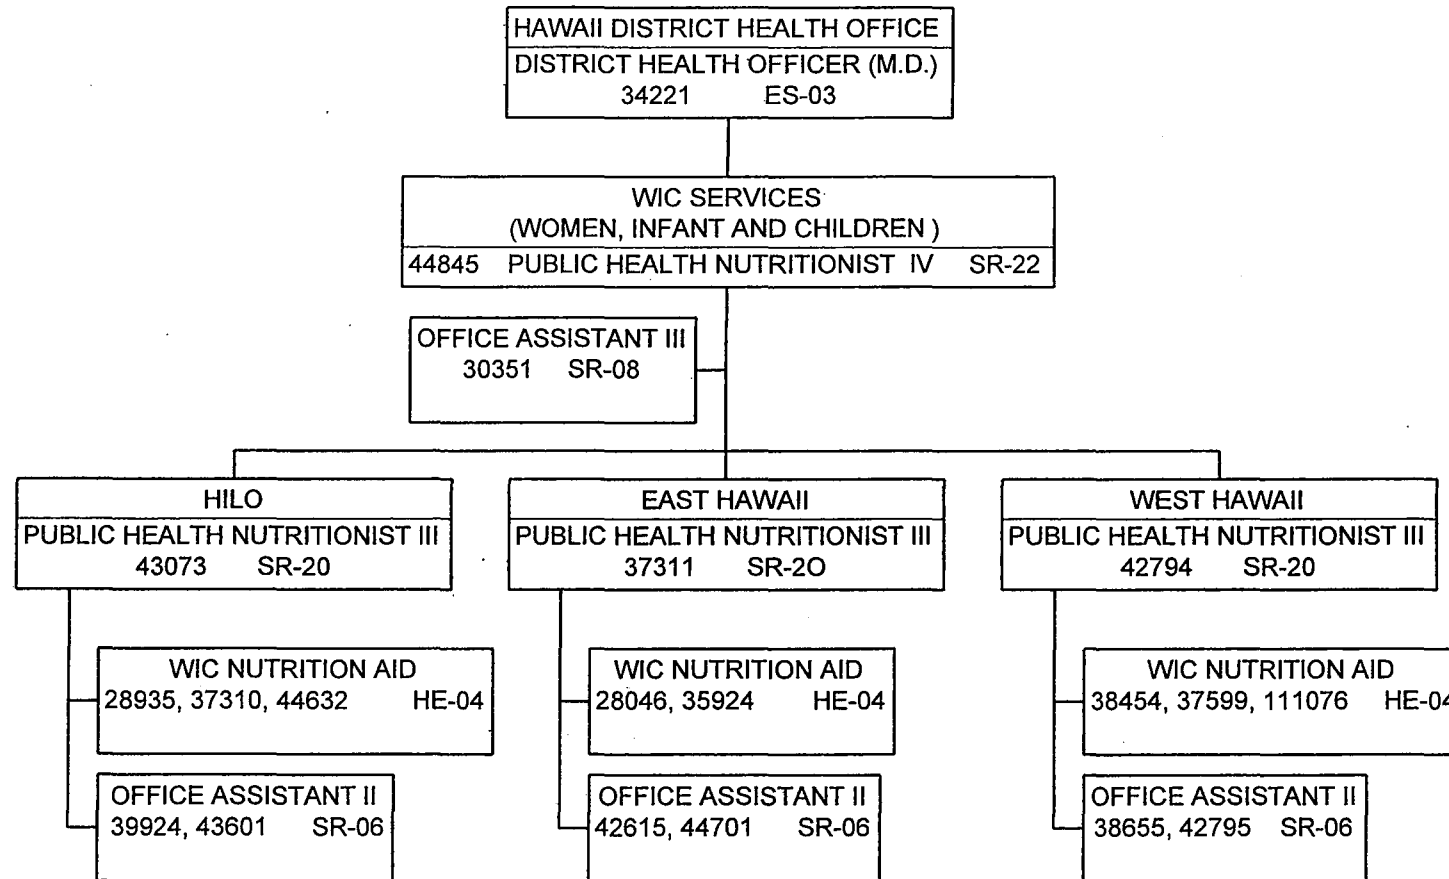 HAWAII DISTRICT HEALTH OFFICE
DISTRICT HEALTH OFFICER (M.D.)
34221 ES-03
WIC SERVICES
(WOMEN, INFANT AND CHILDREN )
44845 PUBLIC HEALTH NUTRITIONIST IV SR-22
OFFICE ASSISTANT III
30351 SR-08
HILO
PUBLIC HEALTH NUTRITIONIST III
43073 SR-20
WIC NUTRITION AID
28935, 37310, 44632 HE-04
OFFICE ASSISTANT II
39924, 43601 SR-06
EAST HAWAII
PUBLIC HEALTH NUTRITIONIST III
37311 SR-2O
WIC NUTRITION AID
28046, 35924 HE-04
OFFICE ASSISTANT II
42615, 44701 SR-06
WEST HAWAII
PUBLIC HEALTH NUTRITIONIST III
42794 SR-20
WIC NUTRITION AID
38454, 37599, 111076 HE-04
OFFICE ASSISTANT II
38655, 42795 SR-06